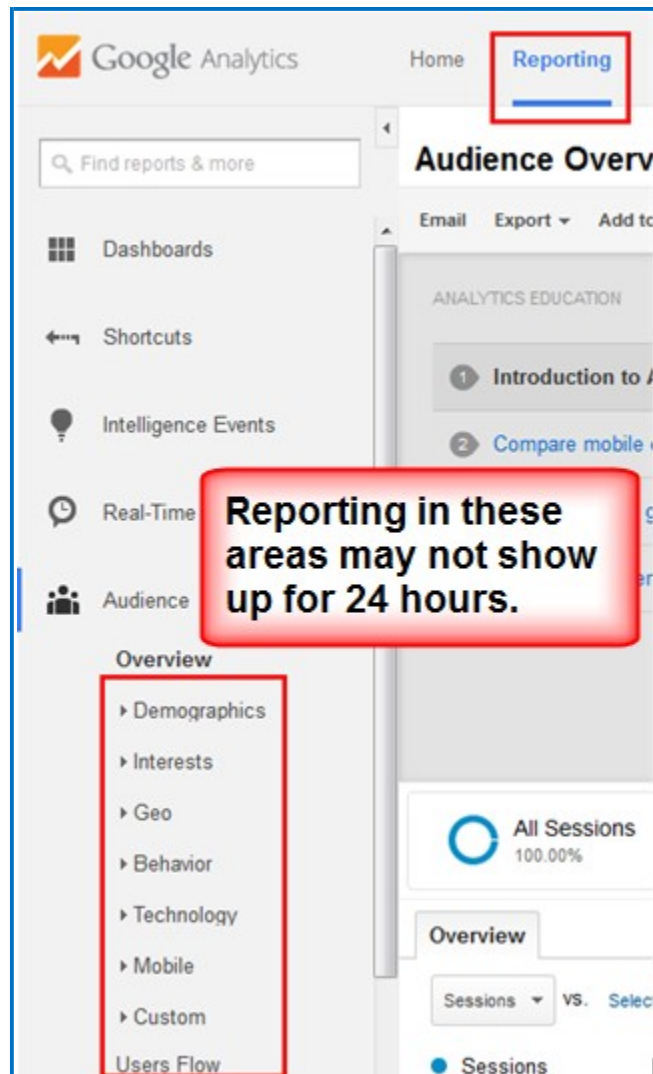 Google Analytics
Home Reporting
Find reports & more
Audience Overv
Email Export Add to
Dashboards
ANALYTICS EDUCATION
Shortcuts
1 Introduction to A
Intelligence Events
2 Compare mobile
Real-Time
Reporting in these
areas may not show
up for 24 hours.
Audience
Overview
Demographics
Interests
Geo
All Sessions
100.00%
Behavior
Technology
Overview
Mobile
Sessions VS. Selec
Custom
Users Flow
Sessions